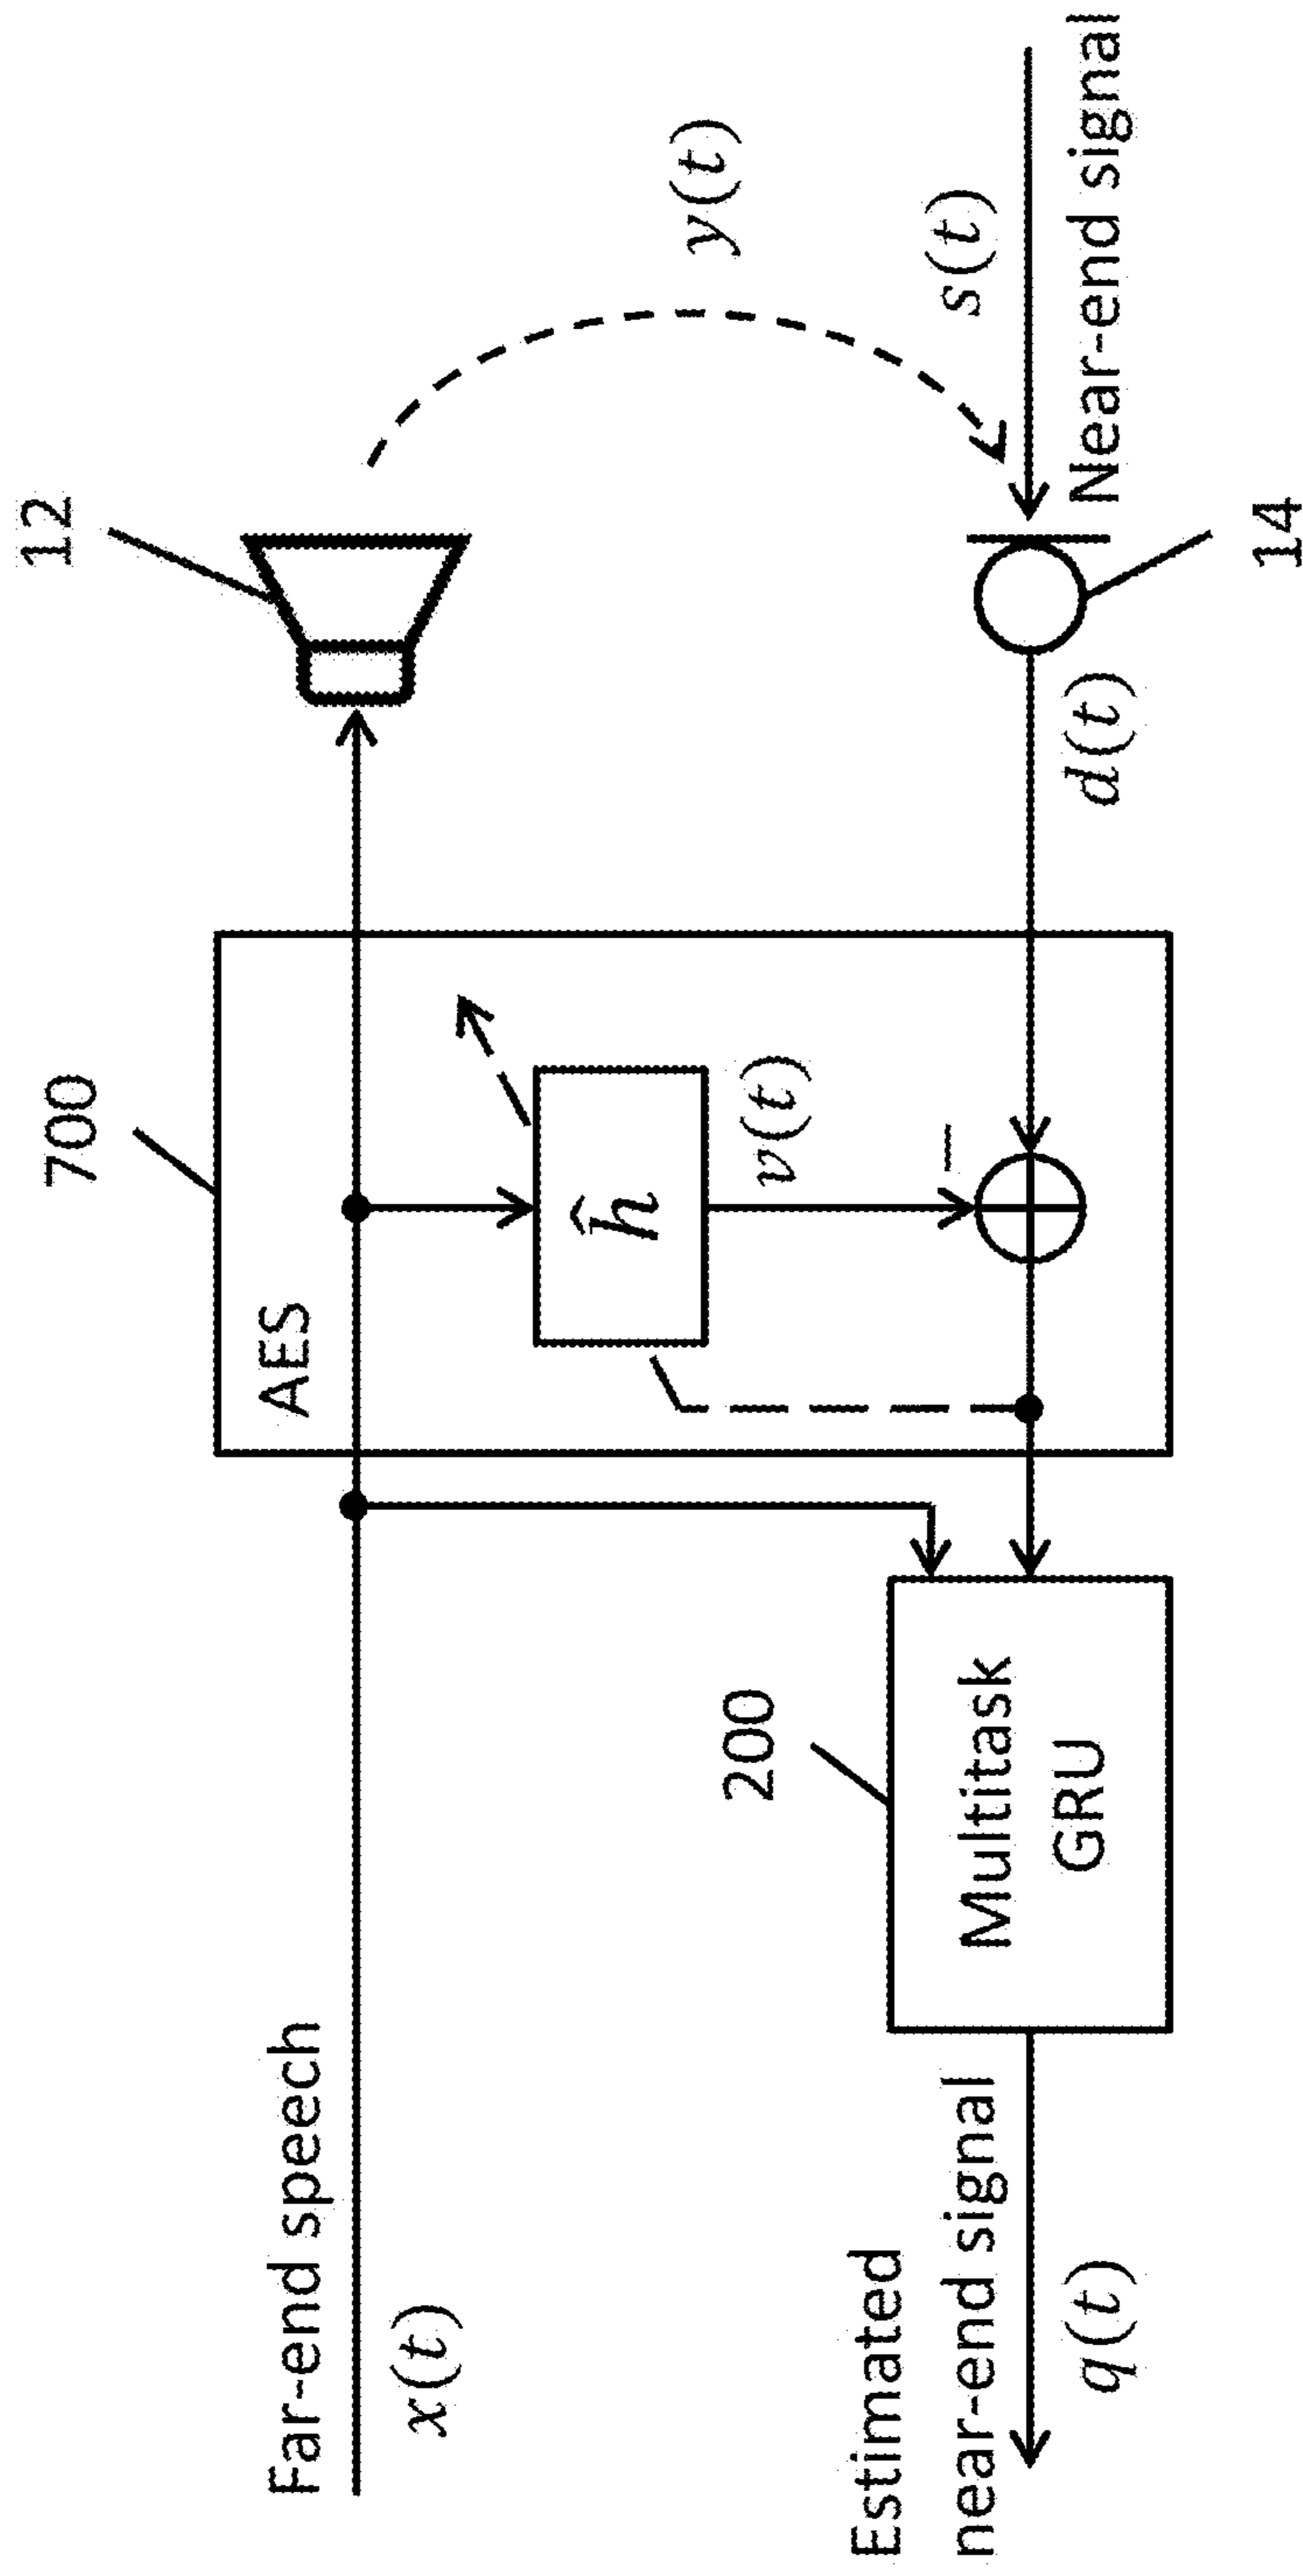 Far-end speech
x(t)
AES
700
12
ĥ
v(t)
y(t)
s(t)
Near-end signal
14
d(t)
200
Multitask
GRU
Estimated
near-end signal
q(t)
−